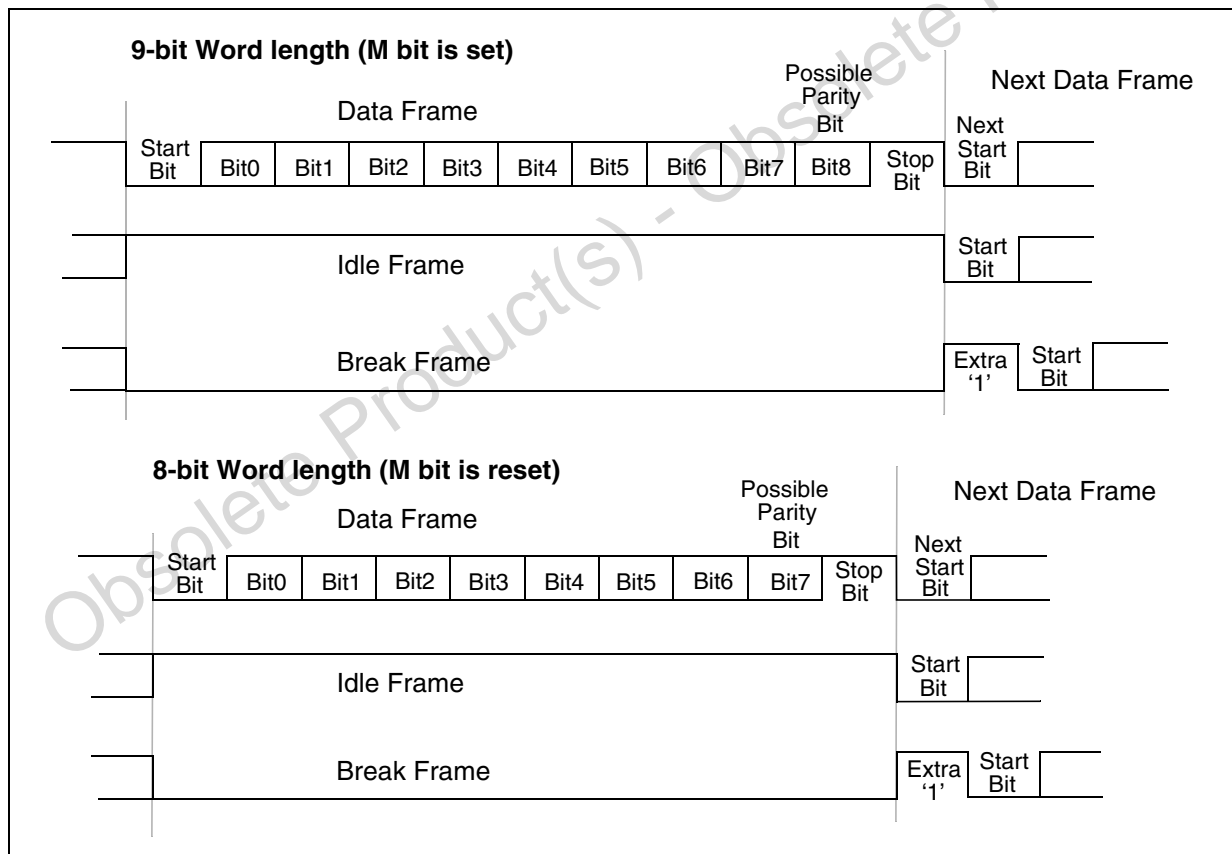 9-bit Word length (M bit is set)
Possible
Parity
Bit
Next Data Frame
Data Frame
Start
Bit
Bit0
Bit1
Bit2
Bit3
Bit4
Bit5
Bit6
Bit7
Bit8
Stop
Bit
Next
Start
Bit
Idle Frame
Start
Bit
Break Frame
Extra
‘1’
Start
Bit
8-bit Word length (M bit is reset)
Possible
Parity
Bit
Next Data Frame
Data Frame
Start
Bit
Bit0
Bit1
Bit2
Bit3
Bit4
Bit5
Bit6
Bit7
Stop
Bit
Next
Start
Bit
Idle Frame
Start
Bit
Break Frame
Extra
‘1’
Start
Bit
Obsolete Product(s) - Obsolete